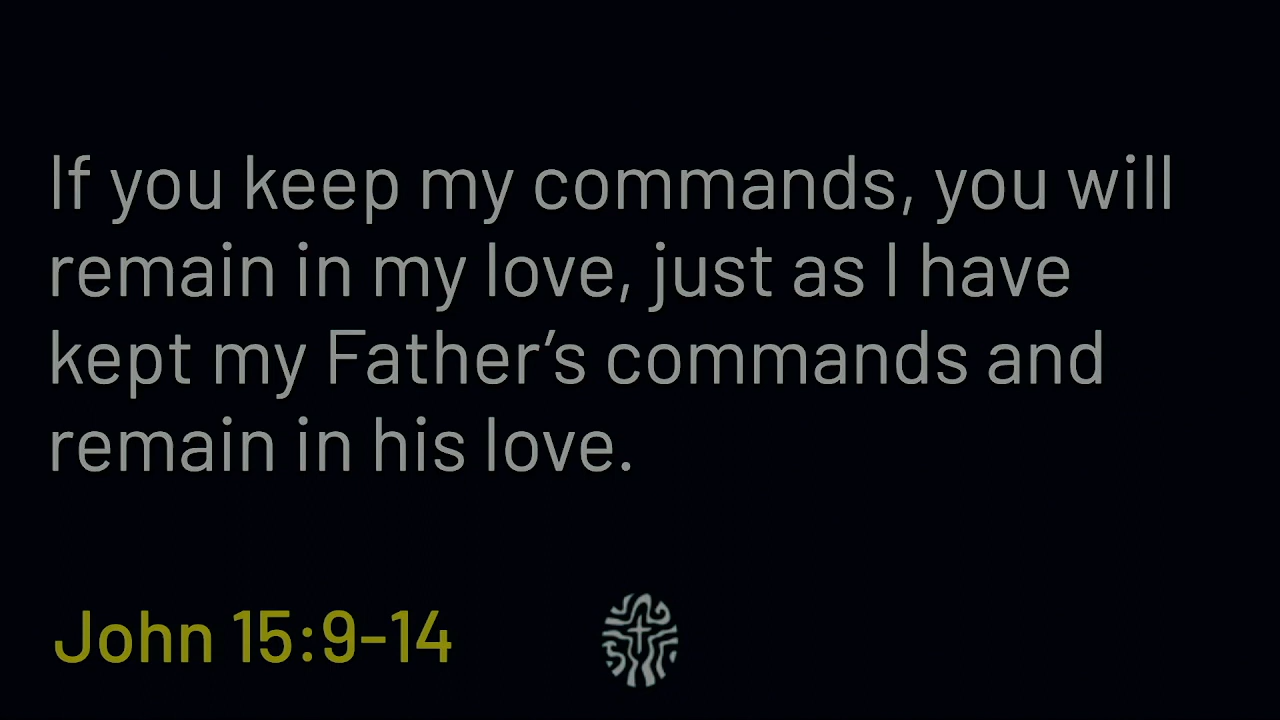 If you keep my commands, you will
remain in my love, just as I have
kept my Father’s commands and
remain in his love.
John 15:9-14